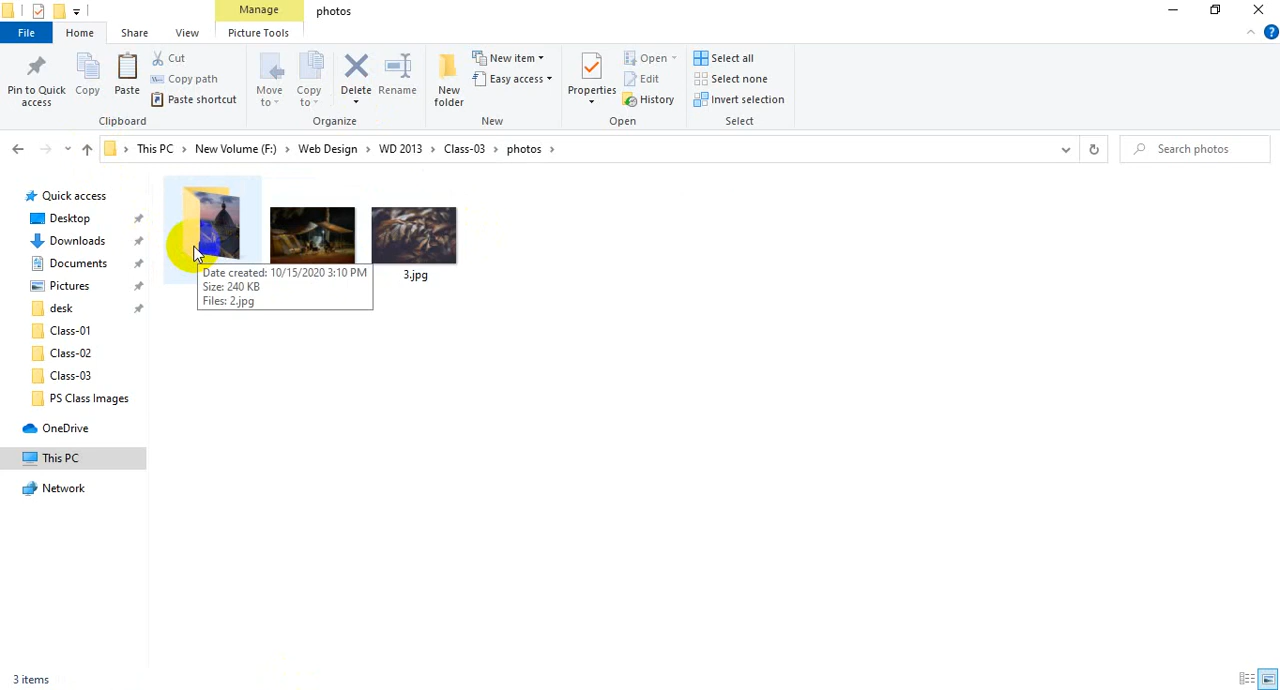 Manage
photos
File
Home
Share
View
Picture Tools
Pin to Quick access
Copy
Paste
Cut
Copy path
Paste shortcut
Clipboard
Move to
Copy to
Delete
Rename
Organize
New folder
New item
Easy access
New
Properties
Open
Edit
History
Open
Select all
Select none
Invert selection
Select
This PC
New Volume (F:)
Web Design
WD 2013
Class-03
photos
Search photos
Quick access
Desktop
Downloads
Documents
Pictures
desk
Class-01
Class-02
Class-03
PS Class Images
OneDrive
This PC
Network
Date created: 10/15/2020 3:10 PM
Size: 240 KB
Files: 2.jpg
3.jpg
3 items